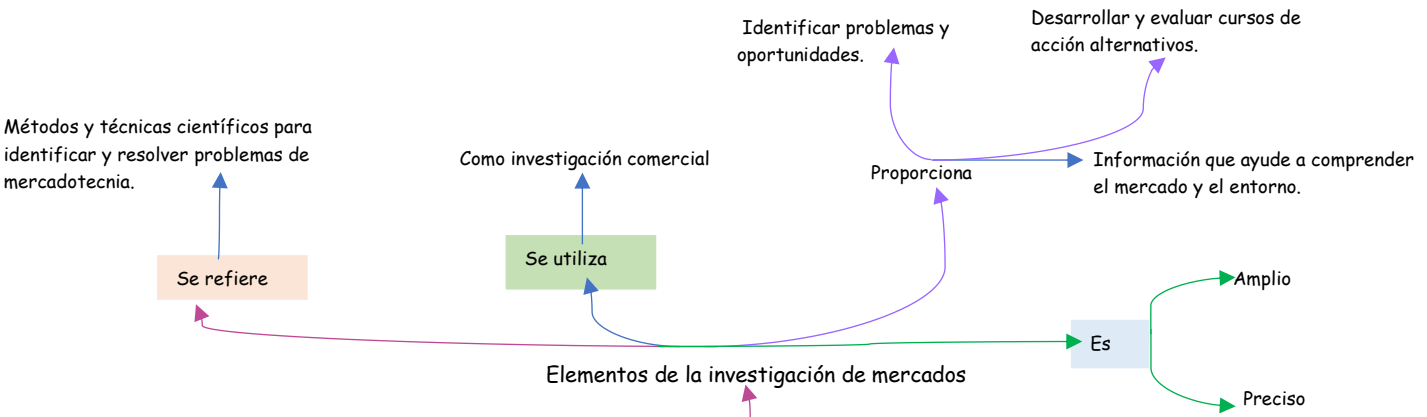 Identificar problemas y
oportunidades.
Desarrollar y evaluar cursos de
acción alternativos.
Métodos y técnicas científicos para
identificar y resolver problemas de
mercadotecnia.
Como investigación comercial
Proporciona
Información que ayude a comprender
el mercado y el entorno.
Se refiere
Se utiliza
Amplio
Es
Elementos de la investigación de mercados
Preciso